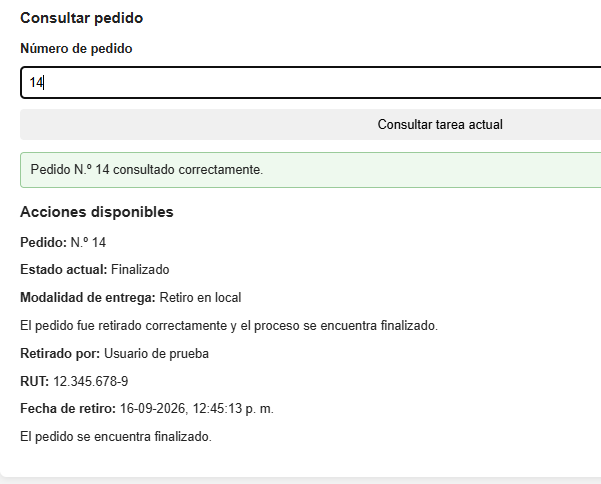 Consultar pedido
Número de pedido
14
Consultar tarea actual
Pedido N.º 14 consultado correctamente.
Acciones disponibles
Pedido: N.º 14
Estado actual: Finalizado
Modalidad de entrega: Retiro en local
El pedido fue retirado correctamente y el proceso se encuentra finalizado.
Retirado por: Usuario de prueba
RUT: 12.345.678-9
Fecha de retiro: 16-09-2026, 12:45:13 p. m.
El pedido se encuentra finalizado.